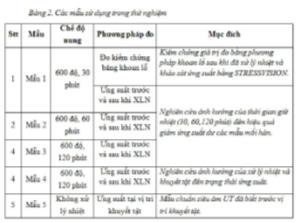 Bảng 2. Các mẫu sử dụng trong thử nghiệm
Stt
Mẫu
Chế độ
nung
Phương pháp đo
Mục đích
1
Mẫu 1
600 độ, 30
phút
Đo kiểm chứng
bằng khoan lỗ
Kiểm chứng giá trị đo bằng phương
pháp khoan lỗ sau khi đã xử lý nhiệt và
khảo sát ứng suất bằng STRESSVISION.
Ứng suất trước
và sau khi XLN
Nghiên cứu ảnh hưởng của thời gian giữ
nhiệt (30, 60, 120 phút) đến hiệu quả
giảm ứng suất dư các mẫu mối hàn.
2
Mẫu 2
600 độ, 60
phút
Ứng suất trước
và sau khi XLN
4
Mẫu 3
600 độ,
120 phút
Ứng suất trước
và sau khi XLN
4
Mẫu 4
600 độ,
120 phút
Ứng suất trước
và sau khi XLN
Nghiên cứu ảnh hưởng của xử lý nhiệt và
khuyết tật đến trạng thái ứng suất.
5
Mẫu 5
Không xử
lý nhiệt
Ứng suất tại vị trí
khuyết tật
Mẫu chuẩn siêu âm UT đã biết trước vị
trí khuyết tật.